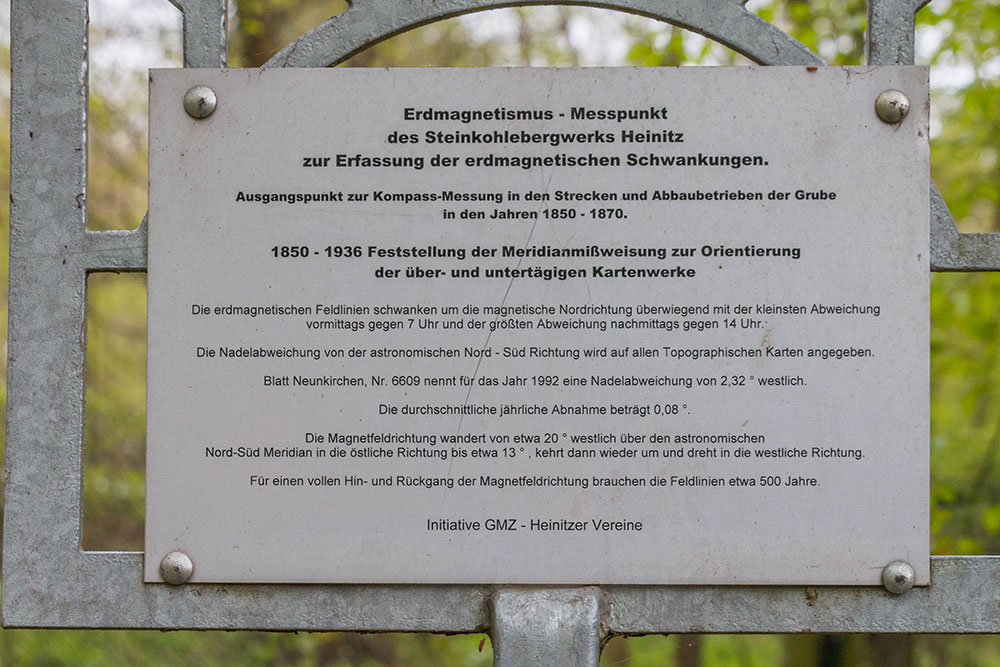 Erdmagnetismus - Messpunkt
des Steinkohlebergwerks Heinitz
zur Erfassung der erdmagnetischen Schwankungen.
Ausgangspunkt zur Kompass-Messung in den Strecken und Abbaubetrieben der Grube
in den Jahren 1850 - 1870.
1850 - 1936 Feststellung der Meridianmißweisung zur Orientierung
der über- und untertägigen Kartenwerke
Die erdmagnetischen Feldlinien schwanken um die magnetische Nordrichtung überwiegend mit der kleinsten Abweichung
vormittags gegen 7 Uhr und der größten Abweichung nachmittags gegen 14 Uhr.
Die Nadelabweichung von der astronomischen Nord - Süd Richtung wird auf allen Topographischen Karten angegeben.
Blatt Neunkirchen, Nr. 6609 nennt für das Jahr 1992 eine Nadelabweichung von 2,32 ° westlich.
Die durchschnittliche jährliche Abnahme beträgt 0,08 °.
Die Magnetfeldrichtung wandert von etwa 20 ° westlich über den astronomischen
Nord-Süd Meridian in die östliche Richtung bis etwa 13 ° , kehrt dann wieder um und dreht in die westliche Richtung.
Für einen vollen Hin- und Rückgang der Magnetfeldrichtung brauchen die Feldlinien etwa 500 Jahre.
Initiative GMZ - Heinitzer Vereine